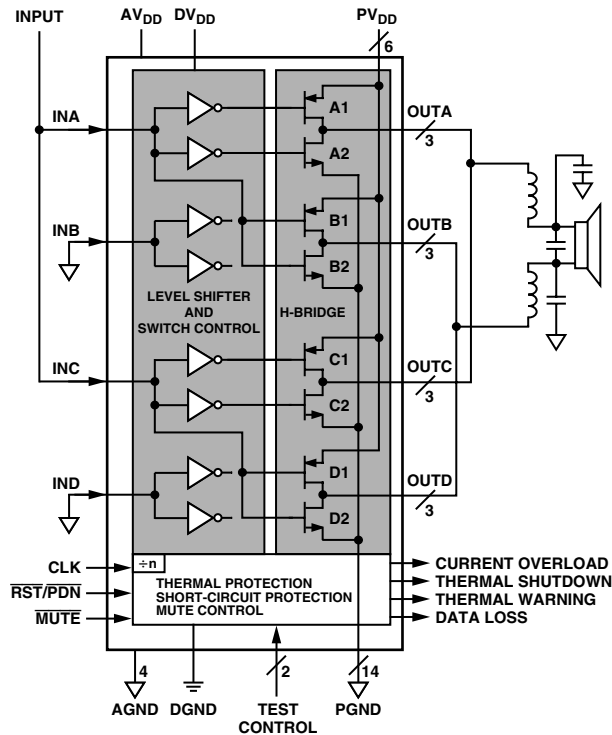 INPUT
AVDD
DVDD
PVDD
6
INA
A1
OUTA
3
A2
INB
B1
OUTB
3
B2
LEVEL SHIFTER
AND
SWITCH CONTROL
H-BRIDGE
INC
C1
OUTC
3
C2
IND
D1
OUTD
3
D2
CLK
÷n
RST/PDN
MUTE
THERMAL PROTECTION
SHORT-CIRCUIT PROTECTION
MUTE CONTROL
CURRENT OVERLOAD
THERMAL SHUTDOWN
THERMAL WARNING
DATA LOSS
4
2
14
AGND
DGND
TEST
CONTROL
PGND